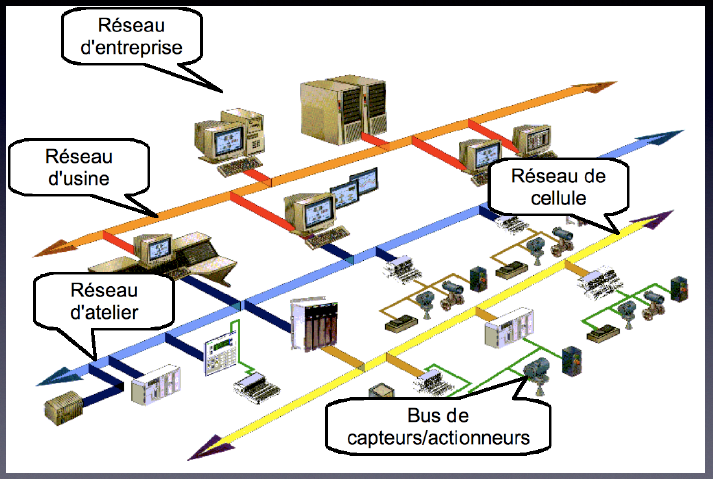 Réseau
d'entreprise
Réseau
d'usine
Réseau de
cellule
Réseau
d'atelier
Bus de
capteurs/actionneurs